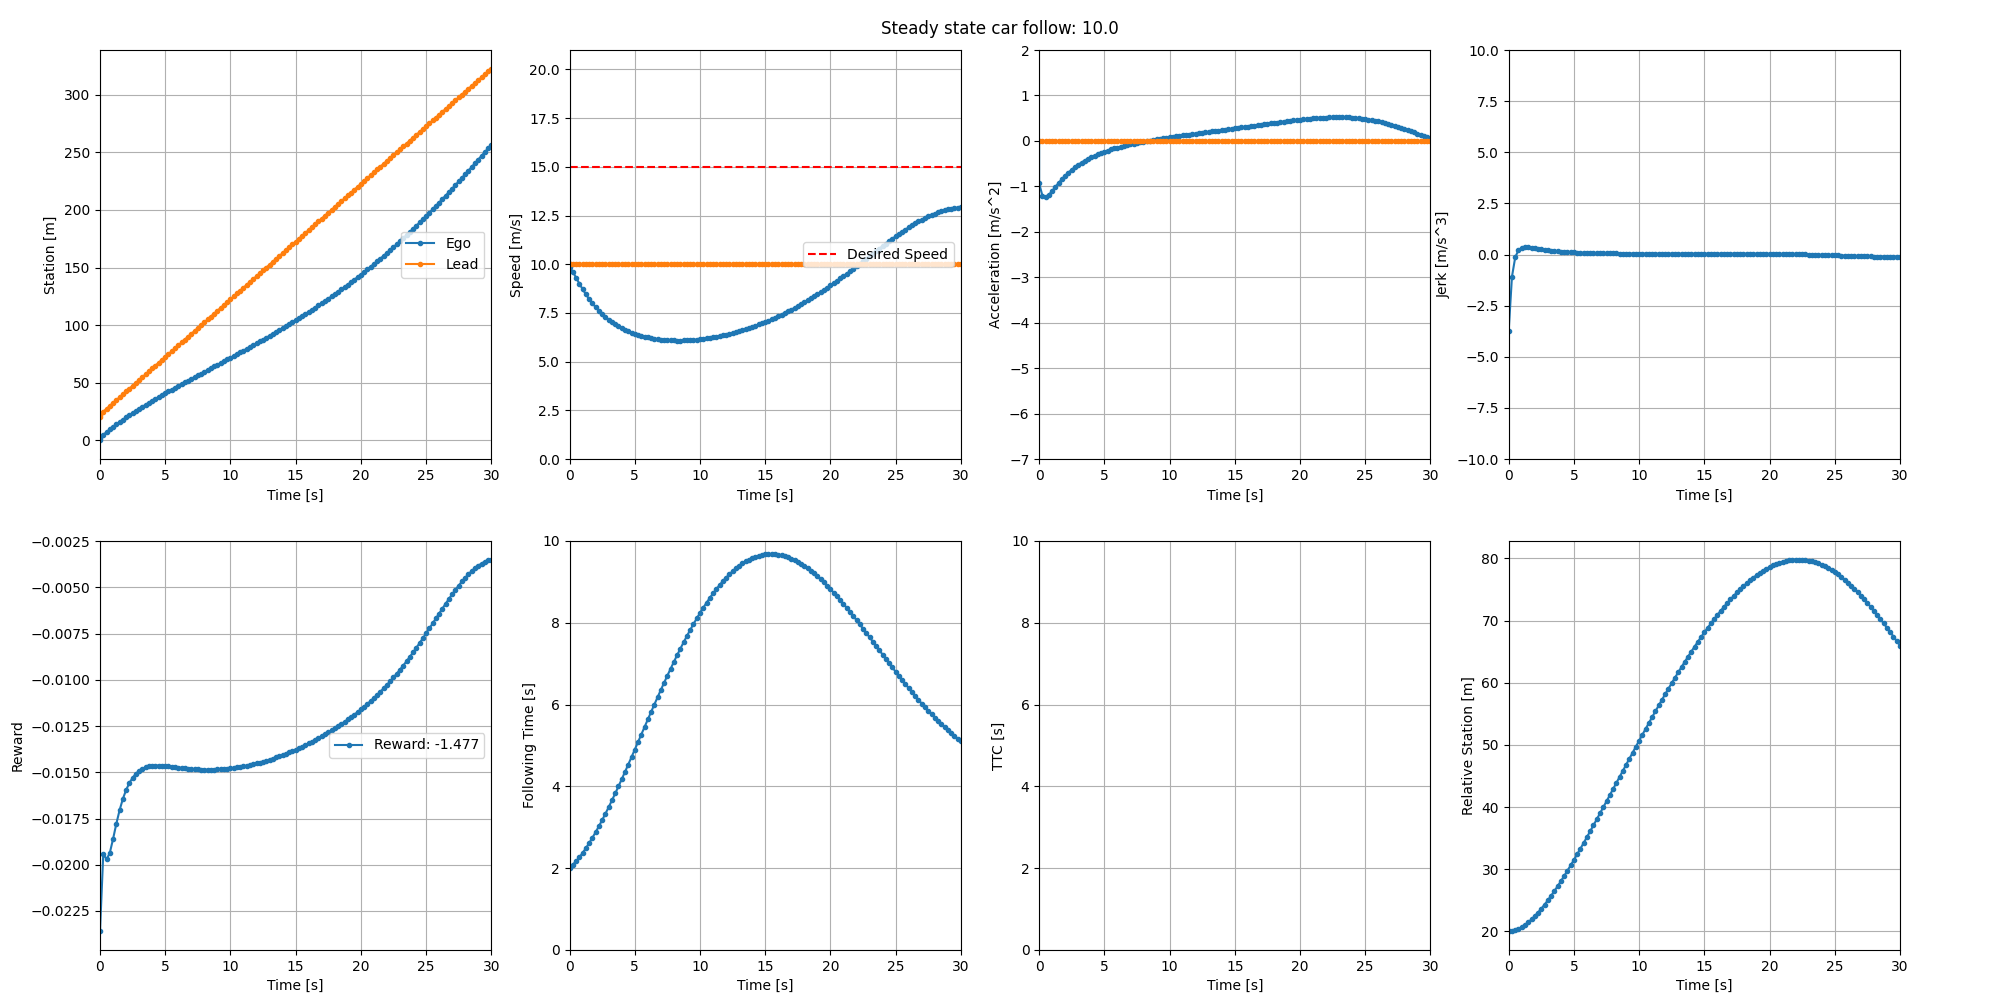 Steady state car follow: 10.0
Station [m]
300
250
200
150
100
50
0
0 5 10 15 20 25 30
Time [s]
Ego
Lead
Speed [m/s]
20.0
17.5
15.0
12.5
10.0
7.5
5.0
2.5
0.0
0 5 10 15 20 25 30
Time [s]
Desired Speed
Acceleration [m/s^2]
2
1
0
−1
−2
−3
−4
−5
−6
−7
0 5 10 15 20 25 30
Time [s]
Jerk [m/s^3]
10.0
7.5
5.0
2.5
0.0
−2.5
−5.0
−7.5
−10.0
0 5 10 15 20 25 30
Time [s]
Reward
−0.0025
−0.0050
−0.0075
−0.0100
−0.0125
−0.0150
−0.0175
−0.0200
−0.0225
0 5 10 15 20 25 30
Time [s]
Reward: -1.477
Following Time [s]
10
8
6
4
2
0
0 5 10 15 20 25 30
Time [s]
TTC [s]
10
8
6
4
2
0
0 5 10 15 20 25 30
Time [s]
Relative Station [m]
80
70
60
50
40
30
20
0 5 10 15 20 25 30
Time [s]